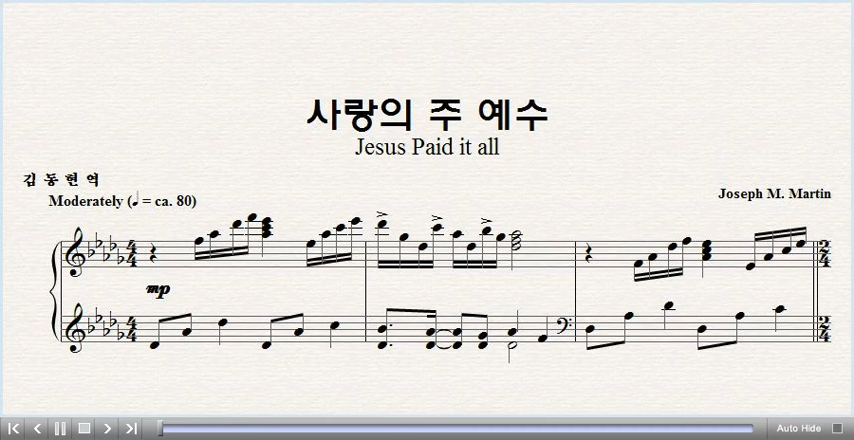 사랑의 주 예수
Jesus Paid it all
김 동 현 역
Joseph M. Martin
Moderately (♩ = ca. 80)
mp
Auto Hide